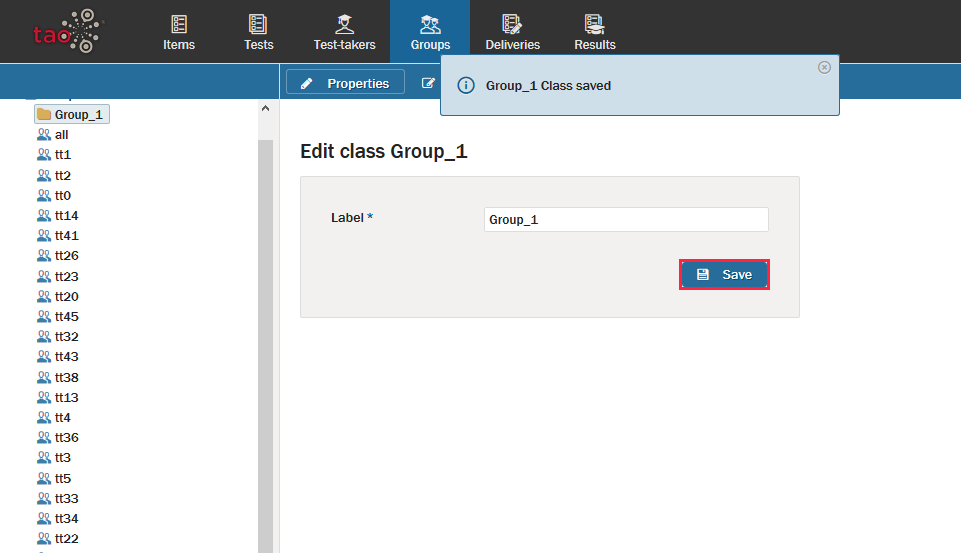 tao
Items
Tests
Test-takers
Groups
Deliveries
Results
Properties
Group_1 Class saved
Group_1
all
tt1
tt2
tt0
tt14
tt41
tt26
tt23
tt20
tt45
tt32
tt43
tt38
tt13
tt4
tt36
tt3
tt5
tt33
tt34
tt22
Edit class Group_1
Label *
Group_1
Save